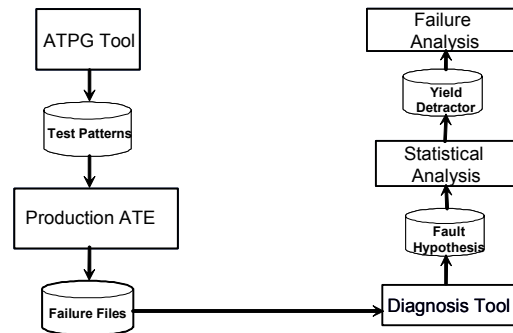 ATPG Tool
Test Patterns
Production ATE
Failure Files
Failure
Analysis
Yield
Detractor
Statistical
Analysis
Fault
Hypothesis
Diagnosis Tool